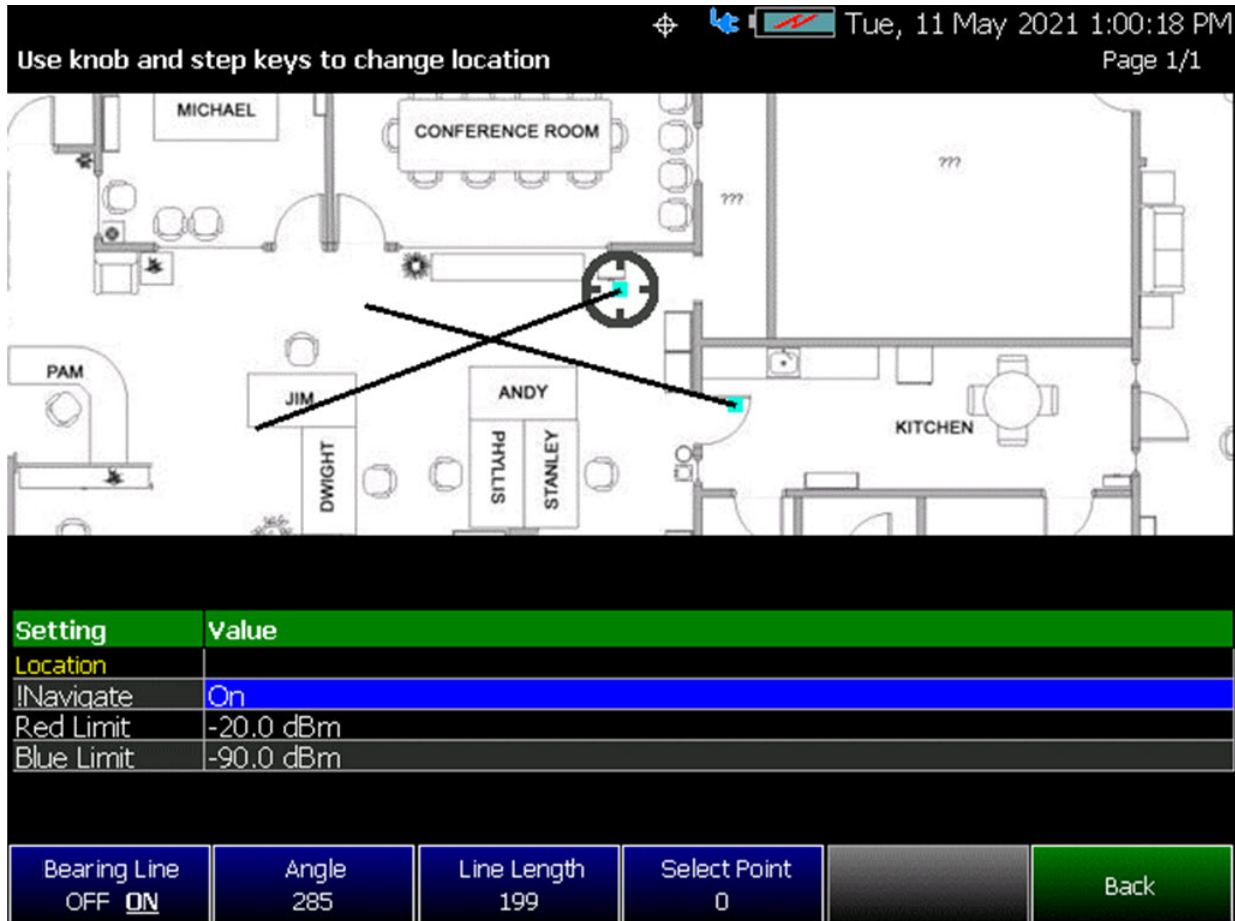 Tue, 11 May 2021 1:00:18 PM
Use knob and step keys to change location
Page 1/1
MICHAEL
CONFERENCE ROOM
???
???
PAM
JIM
ANDY
KITCHEN
DWIGHT
PHYLLIS
STANLEY
Setting Value
Location
!Navigate On
Red Limit -20.0 dBm
Blue Limit -90.0 dBm
Bearing Line
OFF ON
Angle
285
Line Length
199
Select Point
0
Back